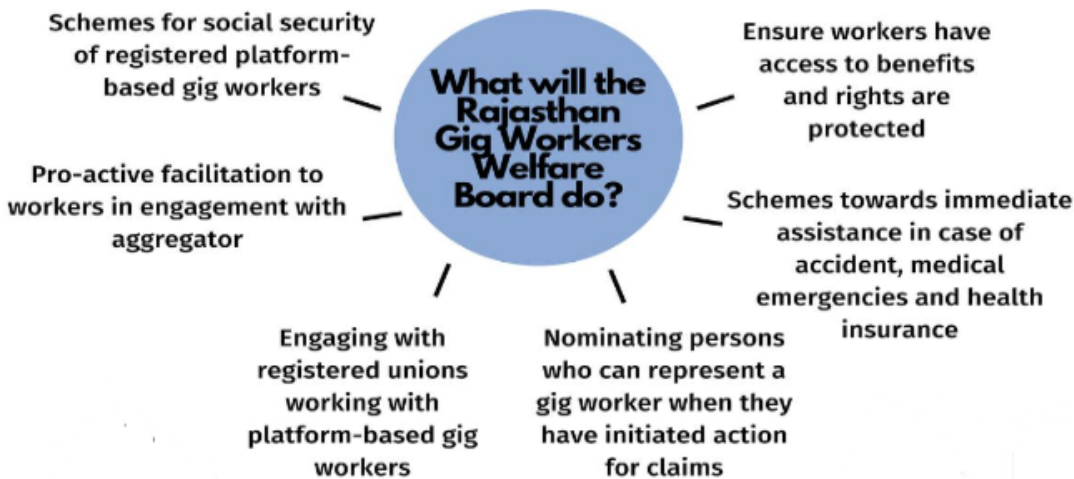 What will the
Rajasthan
Gig Workers
Welfare
Board do?
Schemes for social security
of registered platform-
based gig workers
Pro-active facilitation to
workers in engagement with
aggregator
Engaging with
registered unions
working with
platform-based gig
workers
Nominating persons
who can represent a
gig worker when they
have initiated action
for claims
Schemes towards immediate
assistance in case of
accident, medical
emergencies and health
insurance
Ensure workers have
access to benefits
and rights are
protected